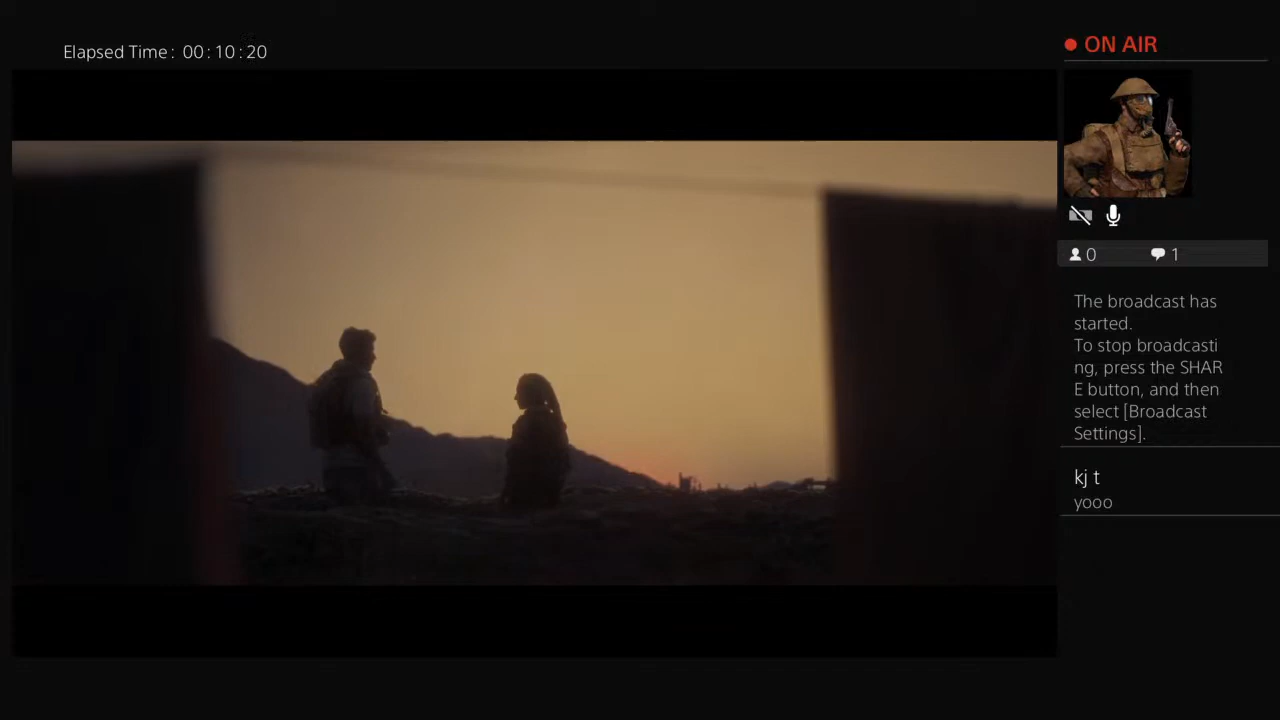 Elapsed Time: 00:10:20
ON AIR
0 1
The broadcast has
started.
To stop broadcasti
ng, press the SHAR
E button, and then
select [Broadcast
Settings].
kj t
yooo